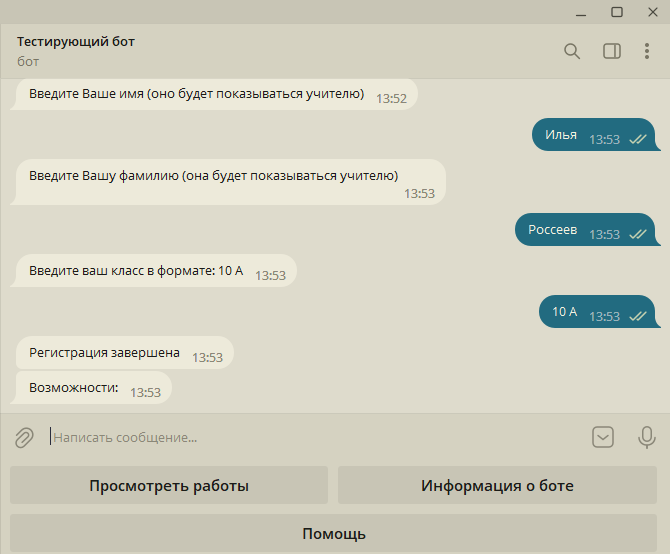 Тестирующий бот
бот
Введите Ваше имя (оно будет показываться учителю) 13:52
Илья 13:53
Введите Вашу фамилию (она будет показываться учителю)
13:53
Россеев 13:53
Введите ваш класс в формате: 10 А 13:53
10 А 13:53
Регистрация завершена 13:53
Возможности: 13:53
Написать сообщение...
Просмотреть работы Информация о боте
Помощь